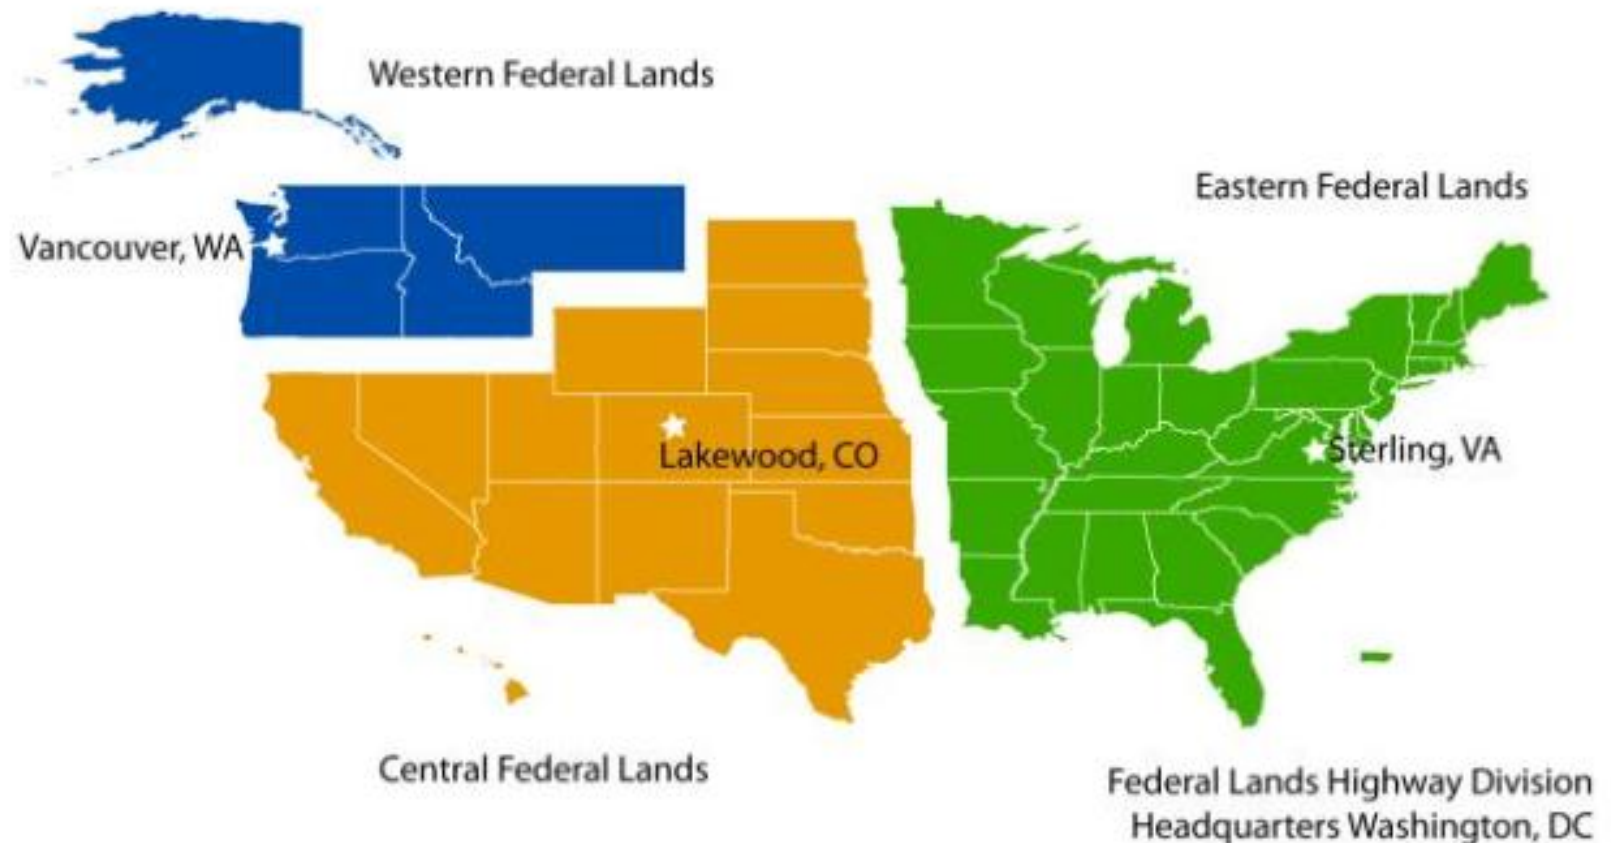 Western Federal Lands
Eastern Federal Lands
Vancouver, WA
Lakewood, CO
Sterling, VA
Central Federal Lands
Federal Lands Highway Division
Headquarters Washington, DC